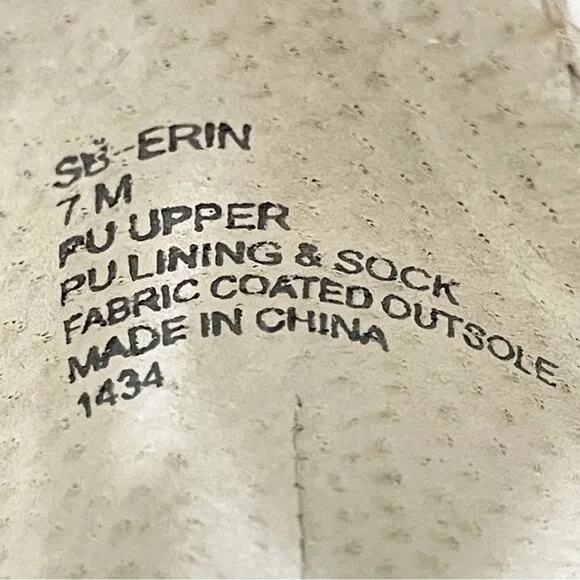 SB-ERIN
7 M
PU UPPER
PU LINING & SOCK
FABRIC COATED OUTSOLE
MADE IN CHINA
1434